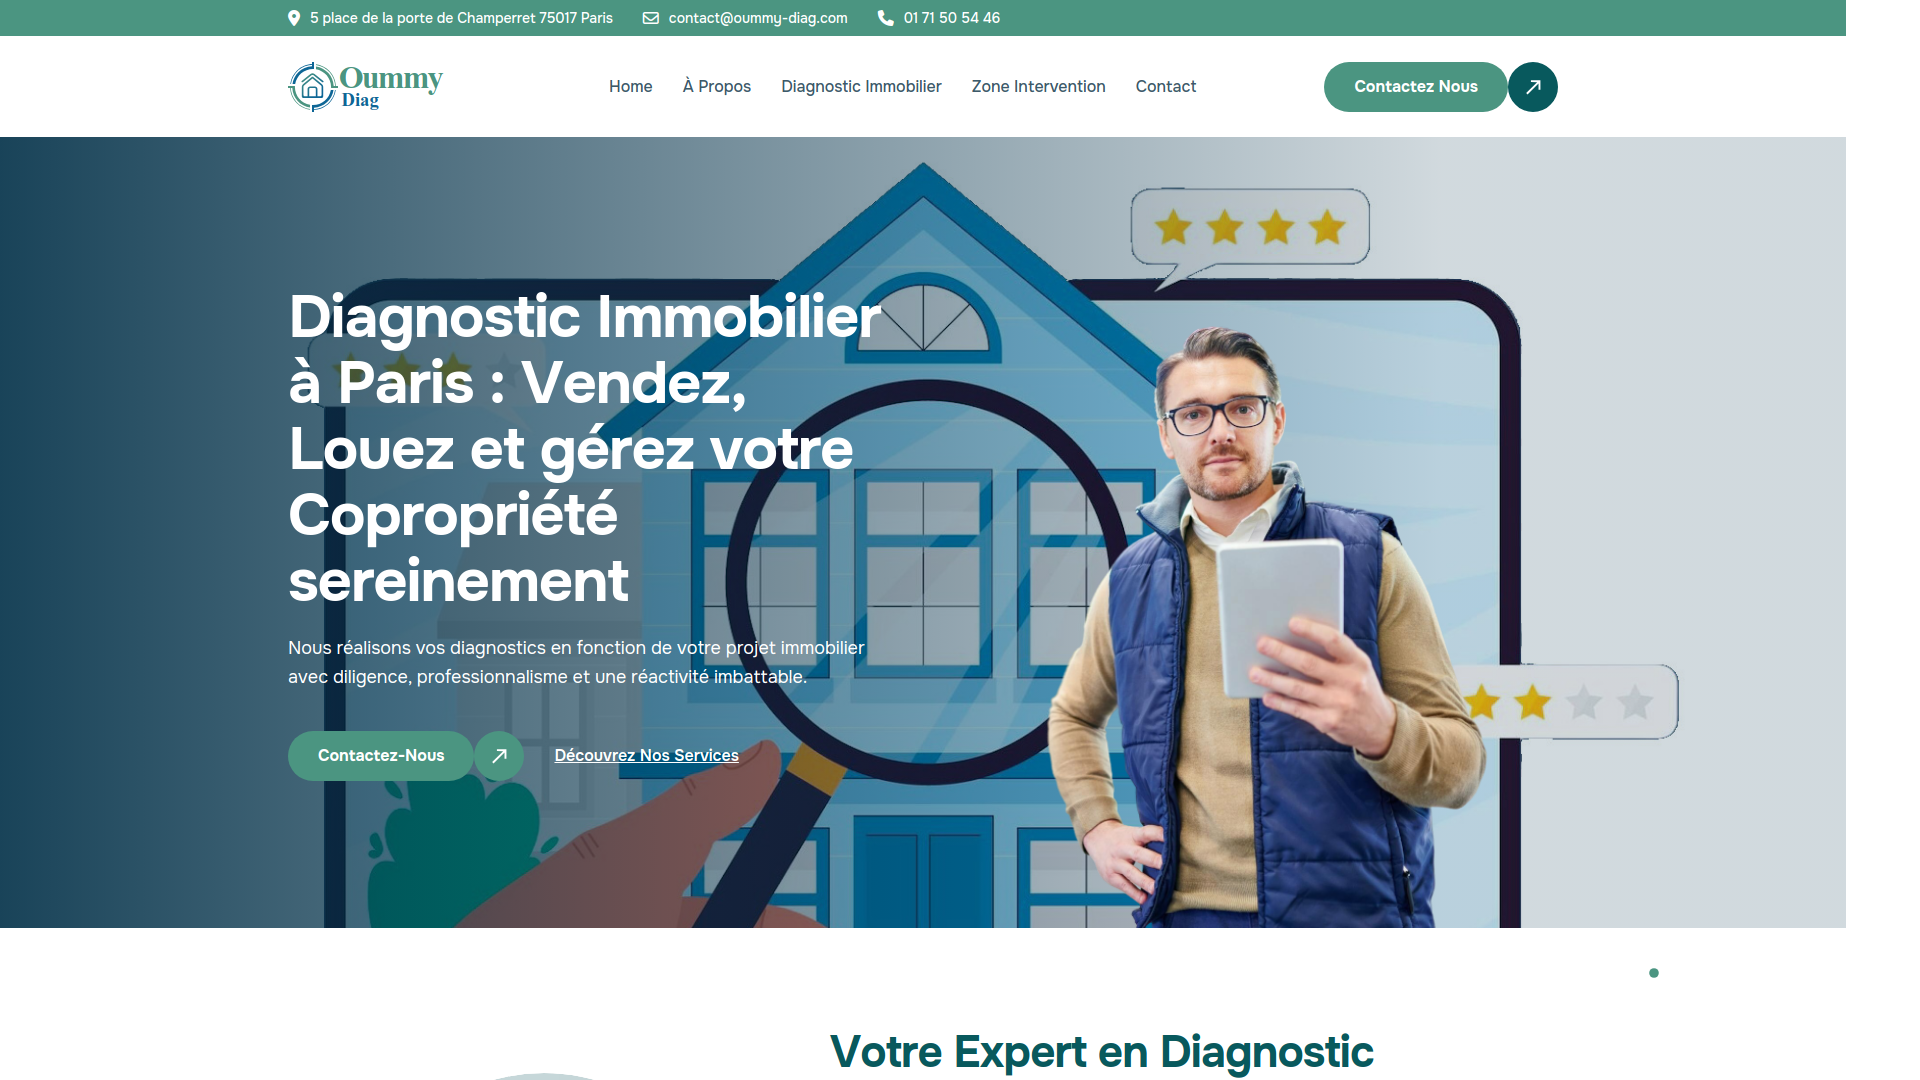 5 place de la porte de Champerret 75017 Paris
contact@oummy-diag.com
01 71 50 54 46
Oummy
Diag
Home
À Propos
Diagnostic Immobilier
Zone Intervention
Contact
Contactez Nous
Diagnostic Immobilier
à Paris : Vendez,
Louez et gérez votre
Copropriété
sereinement
Nous réalisons vos diagnostics en fonction de votre projet immobilier
avec diligence, professionnalisme et une réactivité imbattable.
Contactez-Nous
Découvrez Nos Services
Votre Expert en Diagnostic